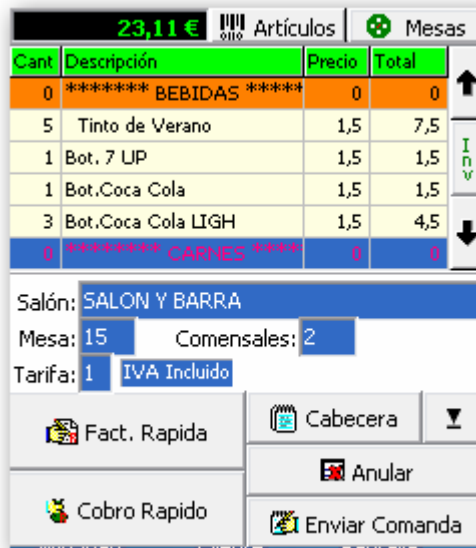 23,11 € Artículos Mesas
Cant Descripción Precio Total
0 ******* BEBIDAS ***** 0 0
5 Tinto de Verano 1,5 7,5
1 Bot. 7 UP 1,5 1,5
1 Bot.Coca Cola 1,5 1,5
3 Bot.Coca Cola LIGH 1,5 4,5
0 ******** CARNES **** 0 0
Inv
Salón: SALON Y BARRA
Mesa: 15 Comensales: 2
Tarifa: 1 IVA Incluido
Fact. Rapida
Cabecera
Anular
Cobro Rapido
Enviar Comanda